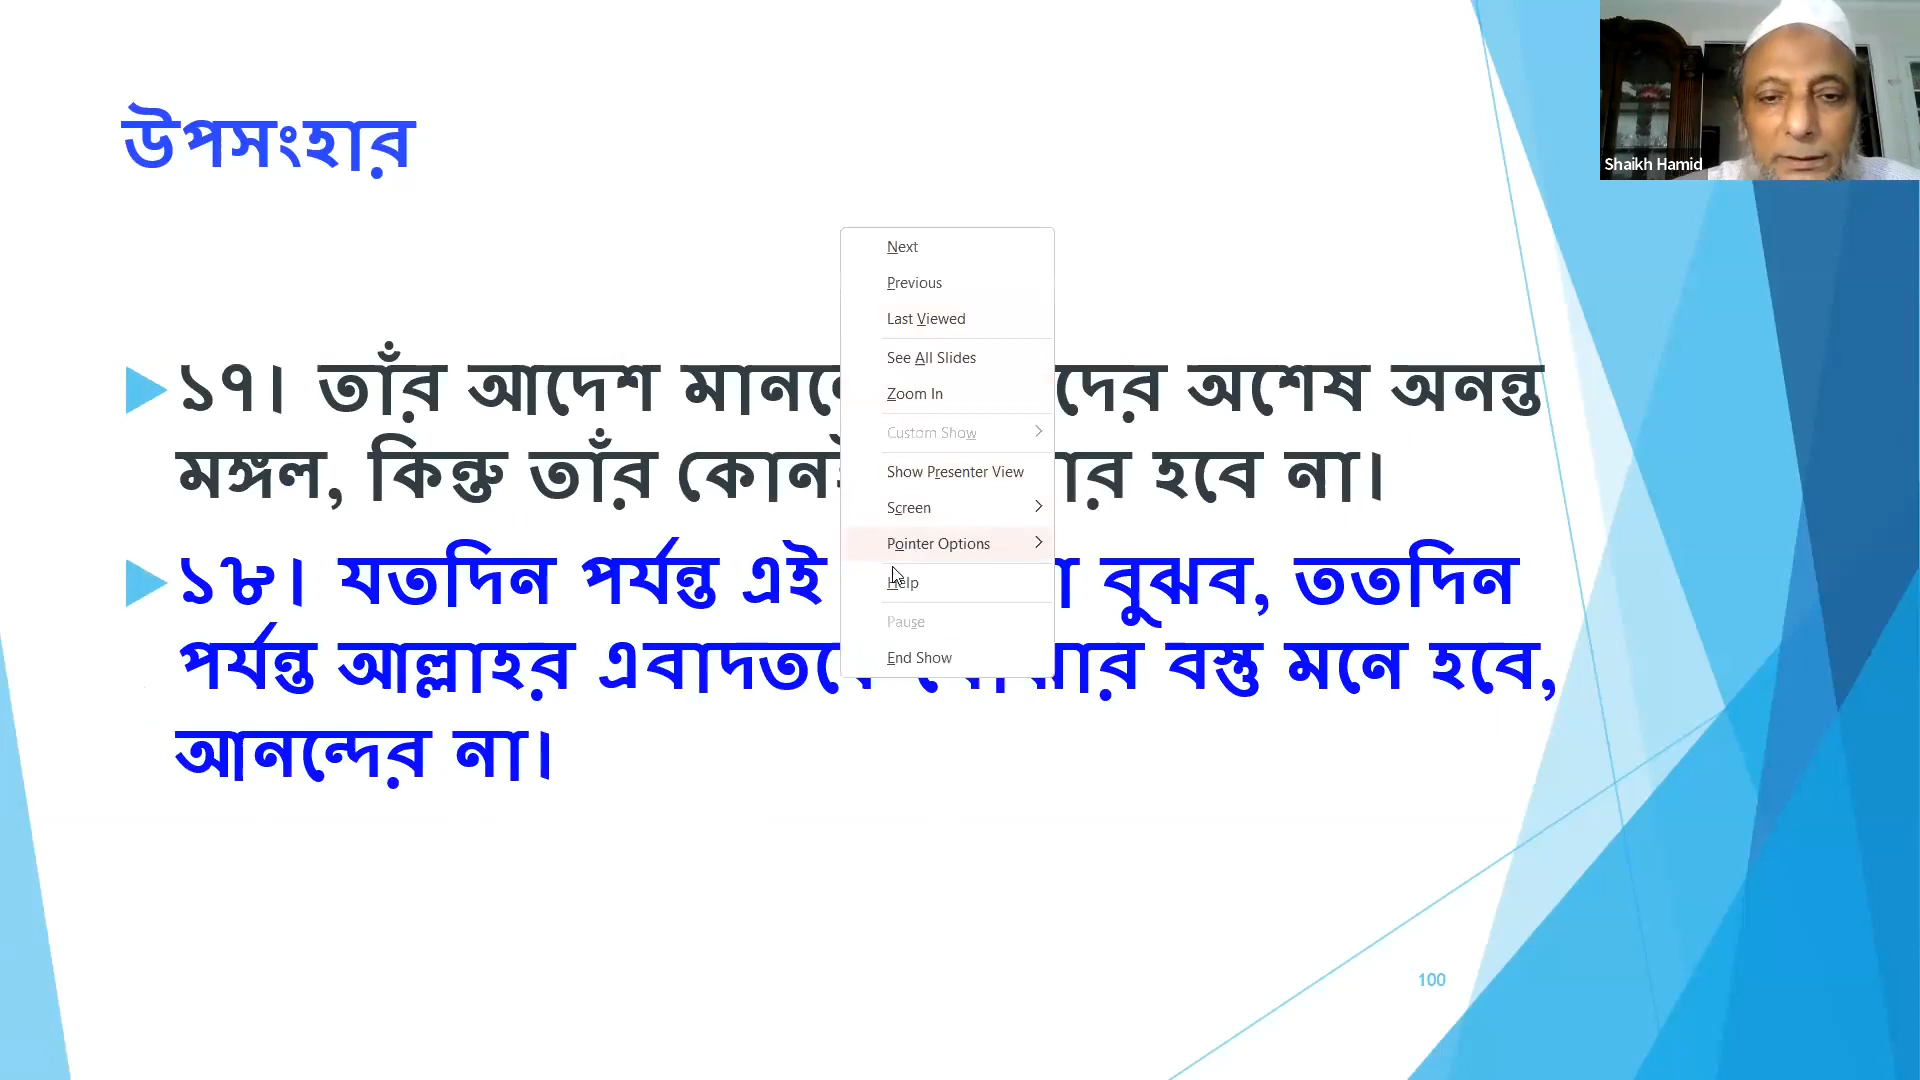 উপসংহার
Shaikh Hamid
১৭। তাঁর আদেশ অশেষ অনন্ত
মঙ্গল, কিন্তু তাঁর হবে না।
১৮। যতদিন পর্যন্ত এই বুঝব, ততদিন
পর্যন্ত আল্লাহর বস্তু মনে হবে,
আনন্দের না।
Next
Previous
Last Viewed
See All Slides
Zoom In
Custom Show
Show Presenter View
Screen
Pointer Options
Help
Pause
End Show
100